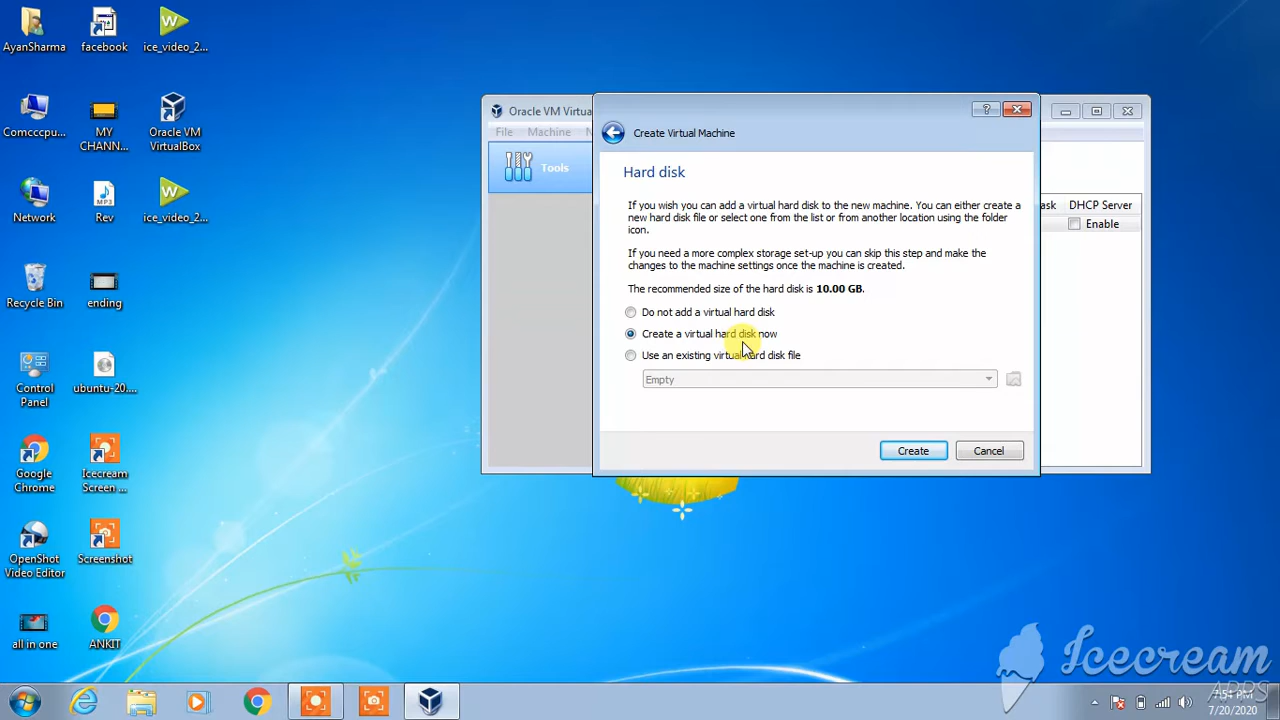 AyanSharma
facebook
ice_video_2...
Comcccpu...
MY
CHANN...
Oracle VM
VirtualBox
Network
Rev
ice_video_2...
Recycle Bin
ending
Control
Panel
ubuntu-20....
Google
Chrome
Icecream
Screen ...
OpenShot
Video Editor
Screenshot
all in one
ANKIT
Oracle VM Virtu
File Machine N
Tools
ask DHCP Server
Enable
Create Virtual Machine
Hard disk
If you wish you can add a virtual hard disk to the new machine. You can either create a
new hard disk file or select one from the list or from another location using the folder
icon.
If you need a more complex storage set-up you can skip this step and make the
changes to the machine settings once the machine is created.
The recommended size of the hard disk is 10.00 GB.
Do not add a virtual hard disk
Create a virtual hard disk now
Use an existing virtual hard disk file
Empty
Create Cancel
Icecream
APPS
7:54 PM
7/20/2020